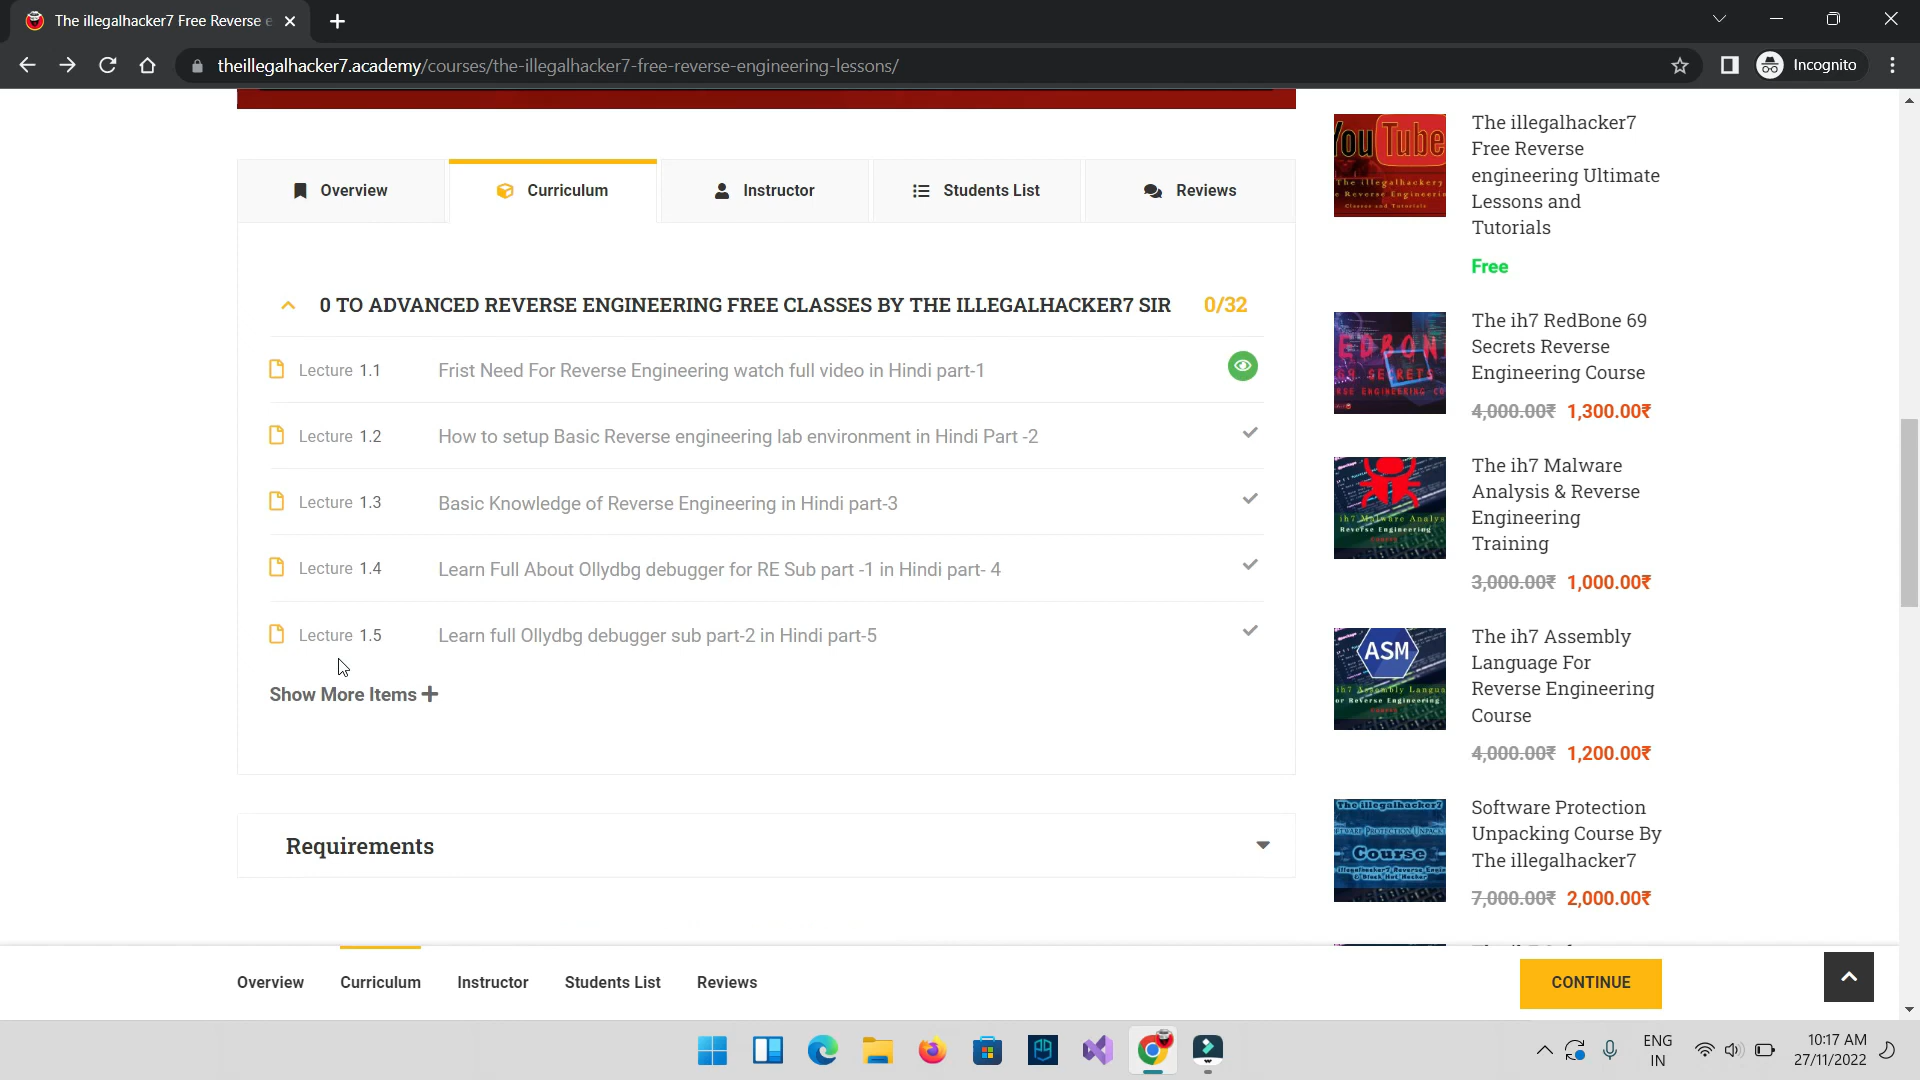 The illegalhacker7 Free Reverse e
theillegalhacker7.academy/courses/the-illegalhacker7-free-reverse-engineering-lessons/
Incognito
Overview
Curriculum
Instructor
Students List
Reviews
0 TO ADVANCED REVERSE ENGINEERING FREE CLASSES BY THE ILLEGALHACKER7 SIR 0/32
Lecture 1.1 Frist Need For Reverse Engineering watch full video in Hindi part-1
Lecture 1.2 How to setup Basic Reverse engineering lab environment in Hindi Part -2
Lecture 1.3 Basic Knowledge of Reverse Engineering in Hindi part-3
Lecture 1.4 Learn Full About Ollydbg debugger for RE Sub part -1 in Hindi part- 4
Lecture 1.5 Learn full Ollydbg debugger sub part-2 in Hindi part-5
Show More Items +
Requirements
You Tube
The illegalhacker7
Free Reverse
engineering Ultimate
Lessons and
Tutorials
Free
The ih7 RedBone 69
Secrets Reverse
Engineering Course
4,000.00₹ 1,300.00₹
The ih7 Malware
Analysis & Reverse
Engineering
Training
3,000.00₹ 1,000.00₹
ASM
The ih7 Assembly
Language For
Reverse Engineering
Course
4,000.00₹ 1,200.00₹
The illegalhacker7
Course
Software Protection
Unpacking Course By
The illegalhacker7
7,000.00₹ 2,000.00₹
Overview
Curriculum
Instructor
Students List
Reviews
CONTINUE
ENG
IN
10:17 AM
27/11/2022